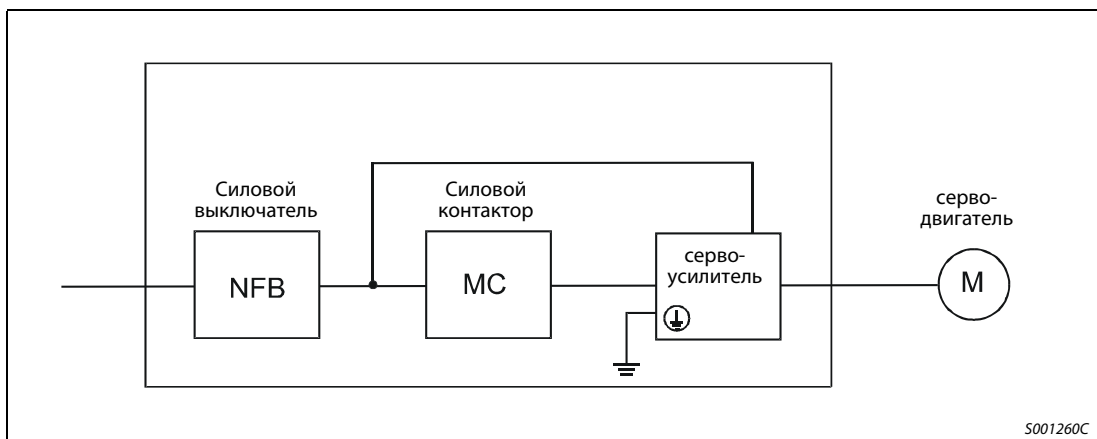 Силовой
выключатель
NFB
Силовой
контактор
MC
серво-
усилитель
серво-
двигатель
M
S001260C